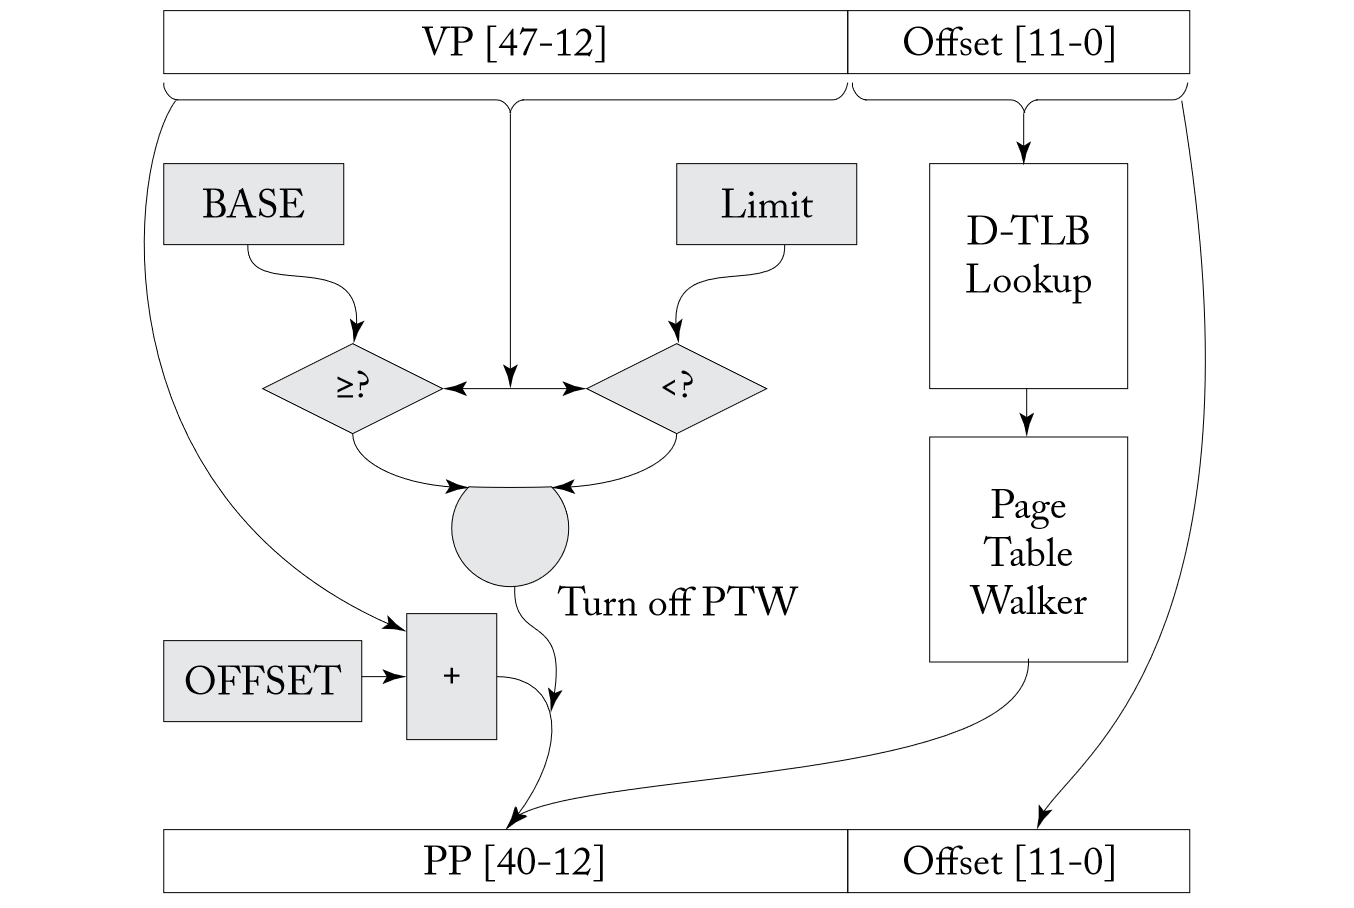 VP [47-12]
Offset [11-0]
BASE
Limit
D-TLB
Lookup
≥?
<?
Page
Table
Walker
Turn off PTW
OFFSET
+
PP [40-12]
Offset [11-0]